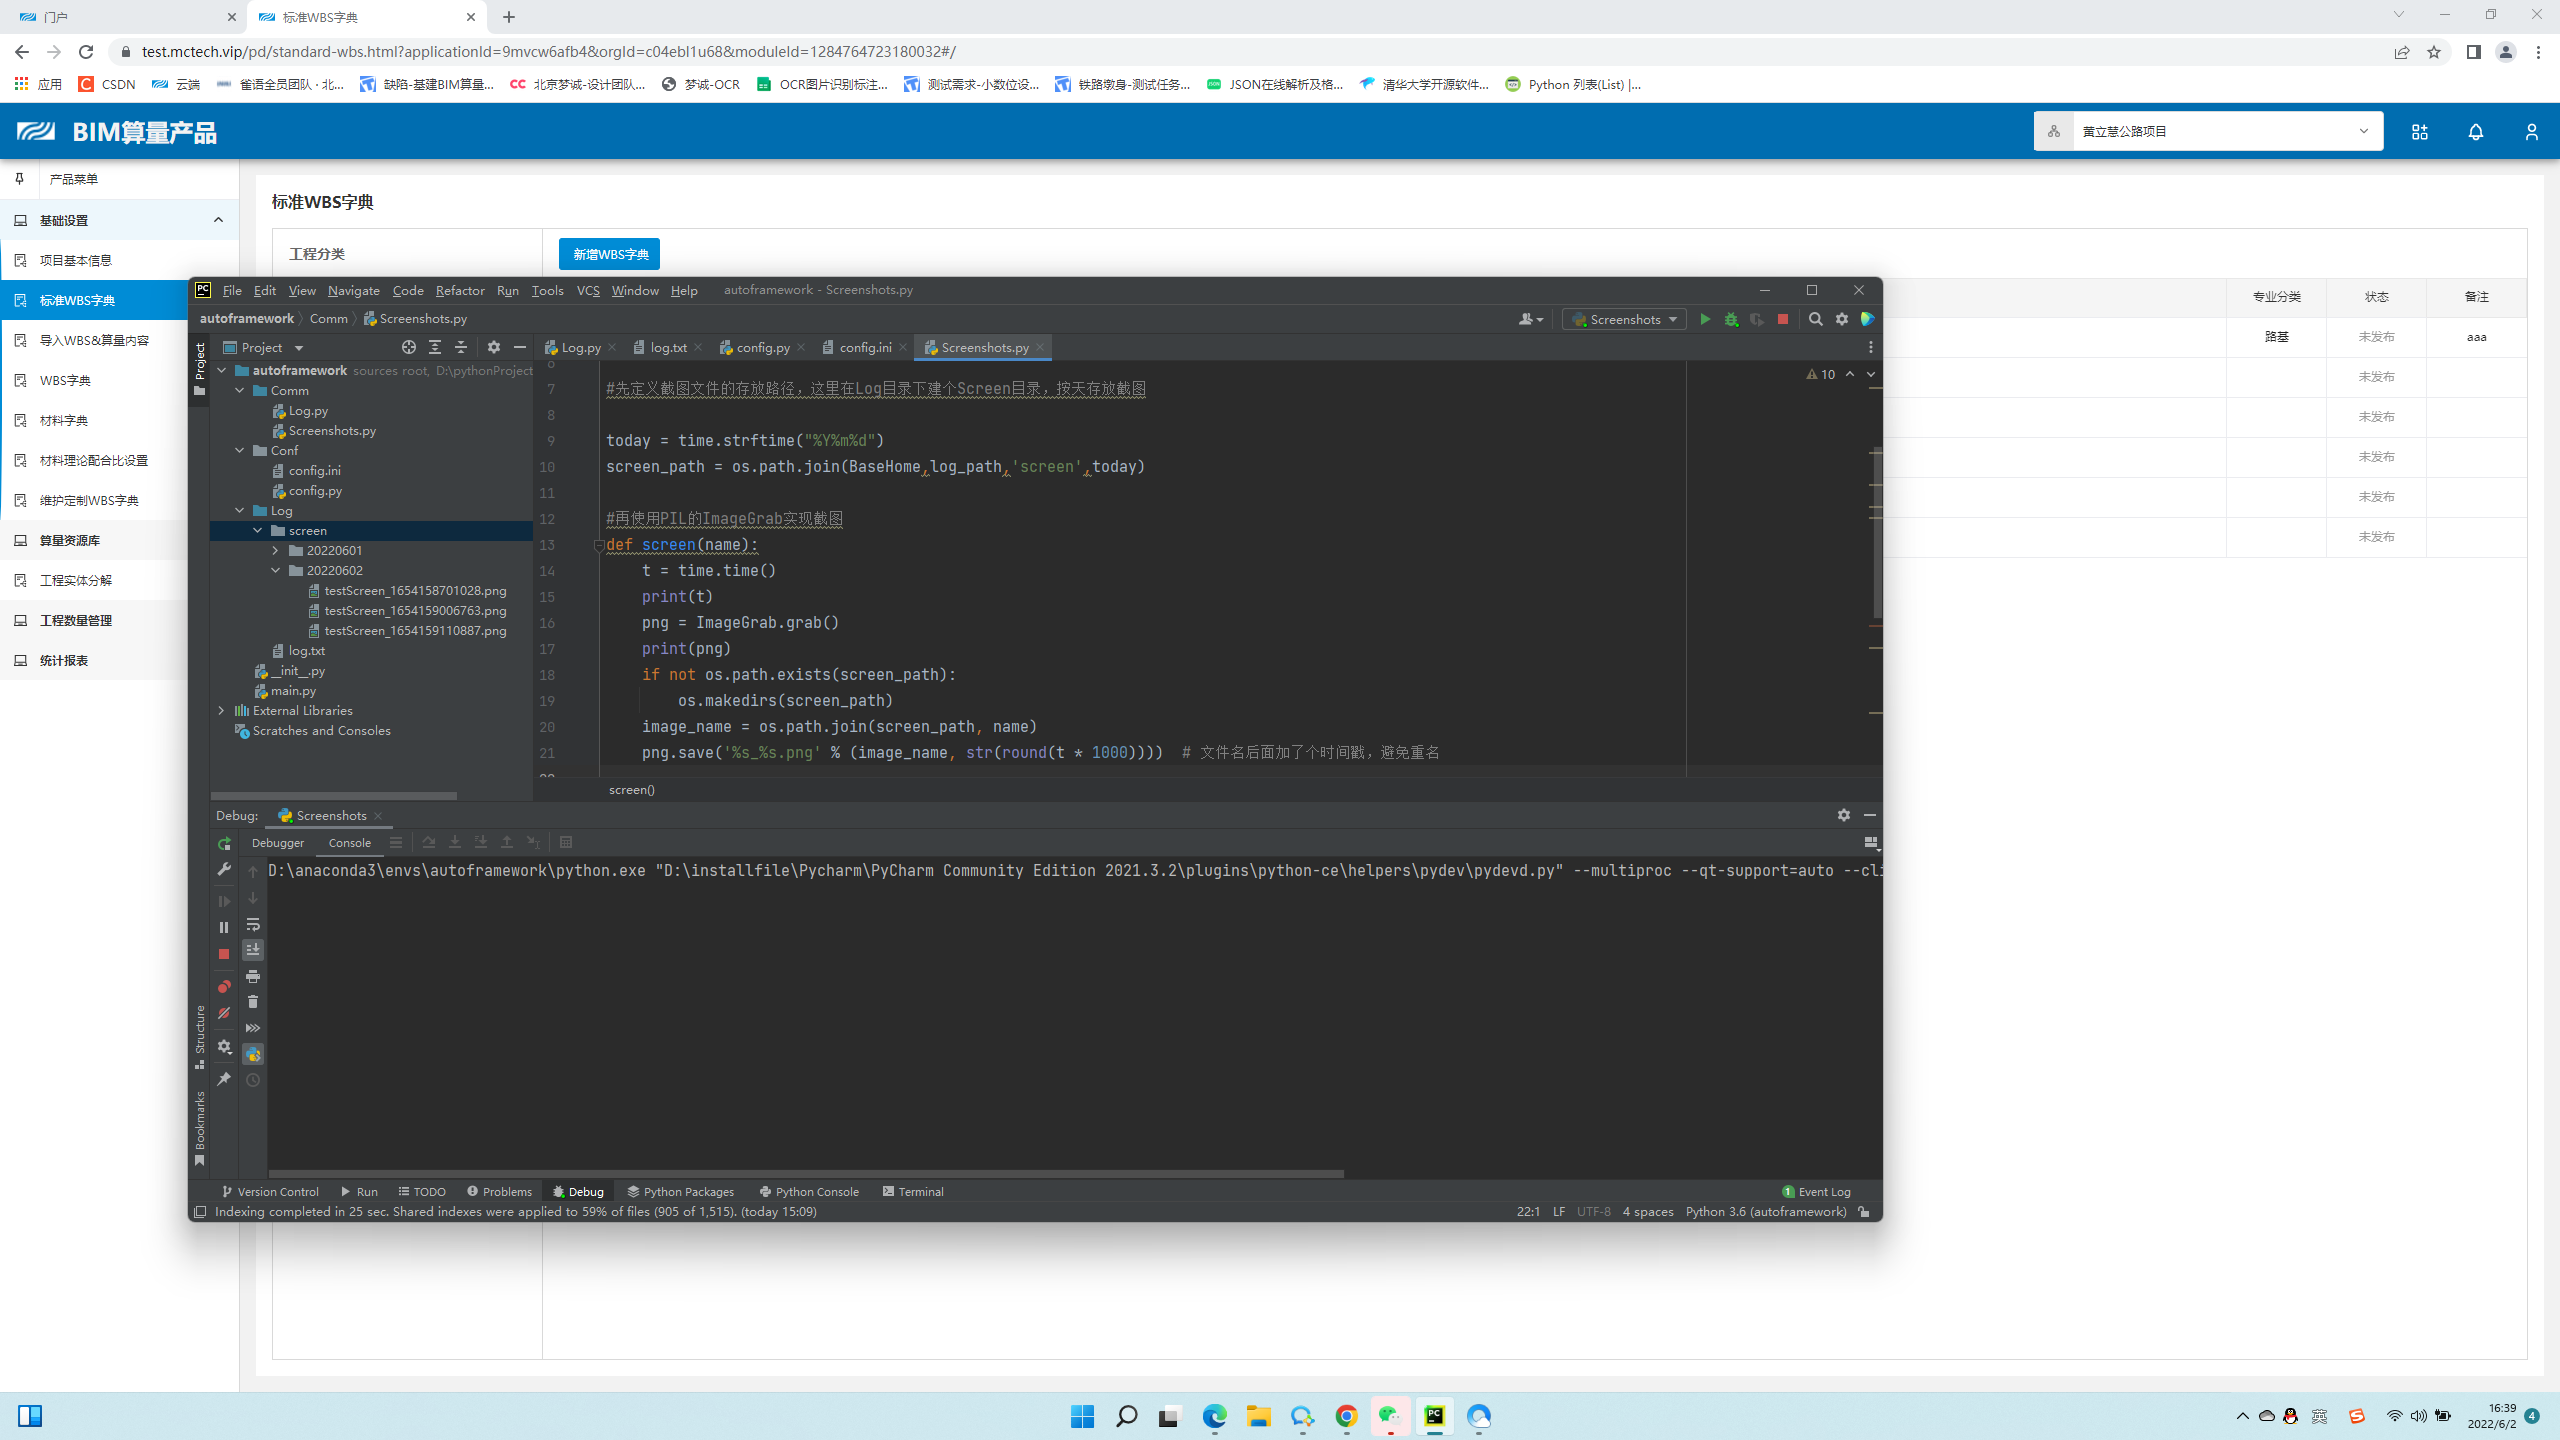 门户
标准WBS字典
test.mctech.vip/pd/standard-wbs.html?applicationId=9mvcw6afb4&orgId=c04ebl1u68&moduleId=1284764723180032#/
应用
CSDN
云端
雀语全员团队 · 北...
缺陷-基建BIM算量...
北京梦诚-设计团队...
梦诚-OCR
OCR图片识别标注...
测试需求-小数位设...
铁路墩身-测试任务...
JSON在线解析及格...
清华大学开源软件...
Python 列表(List) |...
BIM算量产品
黄立慧公路项目
产品菜单
基础设置
项目基本信息
标准WBS字典
导入WBS&算量内容
WBS字典
材料字典
材料理论配合比设置
维护定制WBS字典
算量资源库
工程实体分解
工程数量管理
统计报表
标准WBS字典
工程分类
新增WBS字典
专业分类 状态 备注
路基 未发布 aaa
未发布
未发布
未发布
未发布
未发布
File Edit View Navigate Code Refactor Run Tools VCS Window Help autoframework - Screenshots.py
autoframework Comm Screenshots.py
Screenshots
Project
Project
Log.py log.txt config.py config.ini Screenshots.py
autoframework sources root, D:\pythonProject
Comm
Log.py
Screenshots.py
Conf
config.ini
config.py
Log
screen
20220601
20220602
testScreen_1654158701028.png
testScreen_1654159006763.png
testScreen_1654159110887.png
log.txt
__init__.py
main.py
External Libraries
Scratches and Consoles
10
6
7 #先定义截图文件的存放路径，这里在Log目录下建个Screen目录，按天存放截图
8
9 today = time.strftime("%Y%m%d")
10 screen_path = os.path.join(BaseHome,log_path,'screen',today)
11
12 #再使用PIL的ImageGrab实现截图
13 def screen(name):
14 t = time.time()
15 print(t)
16 png = ImageGrab.grab()
17 print(png)
18 if not os.path.exists(screen_path):
19 os.makedirs(screen_path)
20 image_name = os.path.join(screen_path, name)
21 png.save('%s_%s.png' % (image_name, str(round(t * 1000)))) # 文件名后面加了个时间戳，避免重名
22
screen()
Debug: Screenshots
Debugger Console
D:\anaconda3\envs\autoframework\python.exe "D:\installfile\Pycharm\PyCharm Community Edition 2021.3.2\plugins\python-ce\helpers\pydev\pydevd.py" --multiproc --qt-support=auto --cli
Structure
Bookmarks
Version Control Run TODO Problems Debug Python Packages Python Console Terminal
1 Event Log
Indexing completed in 25 sec. Shared indexes were applied to 59% of files (905 of 1,515). (today 15:09)
22:1 LF UTF-8 4 spaces Python 3.6 (autoframework)
英
16:39
2022/6/2
4